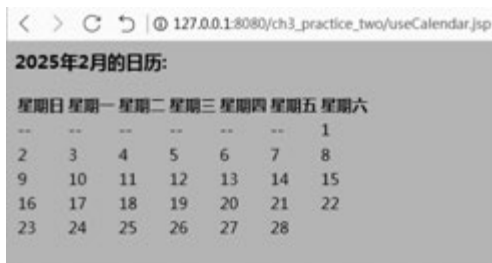 127.0.0.1:8080/ch3_practice_two/useCalendar.jsp
2025年2月的日历:
星期日 星期一 星期二 星期三 星期四 星期五 星期六
-- -- -- -- -- -- 1
2 3 4 5 6 7 8
9 10 11 12 13 14 15
16 17 18 19 20 21 22
23 24 25 26 27 28